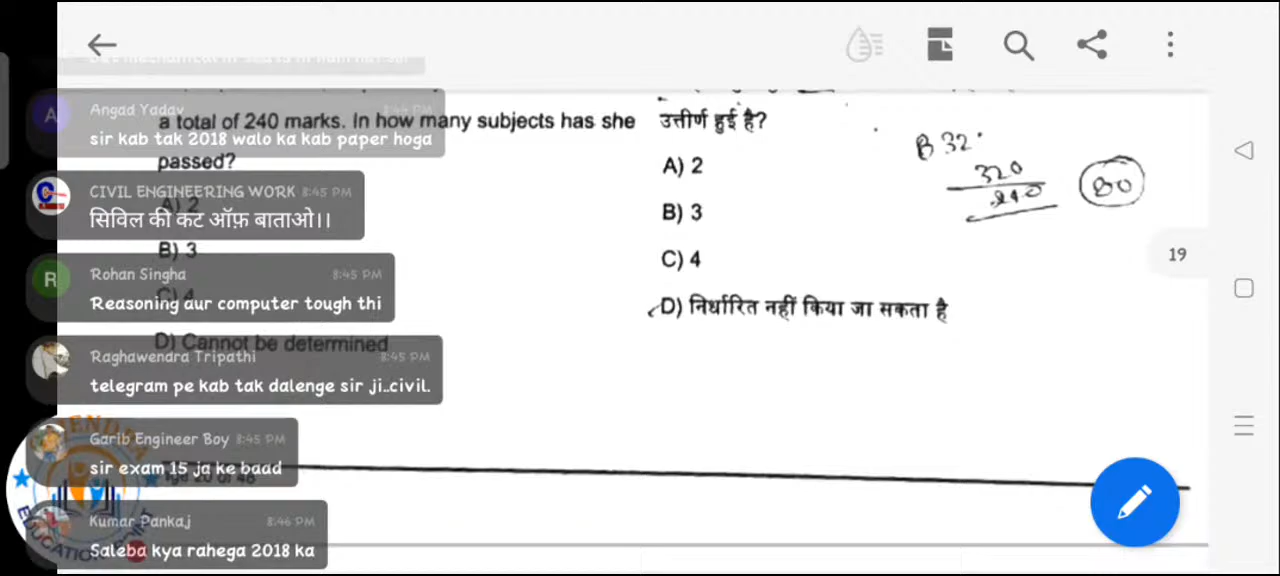 Angad Yadav
a total of 240 marks. In how many subjects has she
sir kab tak 2018 walo ka kab paper hoga
passed?
CIVIL ENGINEERING WORK 8:45 PM
A) 2
सिविल की कट ऑफ़ बाताओ।।
B) 3
Rohan Singha 8:45 PM
Reasoning aur computer tough thi
C) 4
D) Cannot be determined
Raghawendra Tripathi 8:45 PM
telegram pe kab tak dalenge sir ji..civil.
Garib Engineer Boy 8:45 PM
sir exam 15 ja ke baad
Kumar Pankaj 8:46 PM
Saleba kya rahega 2018 ka
उत्तीर्ण हुई है?
A) 2
B) 3
C) 4
D) निर्धारित नहीं किया जा सकता है
B 32
320
240
80
19